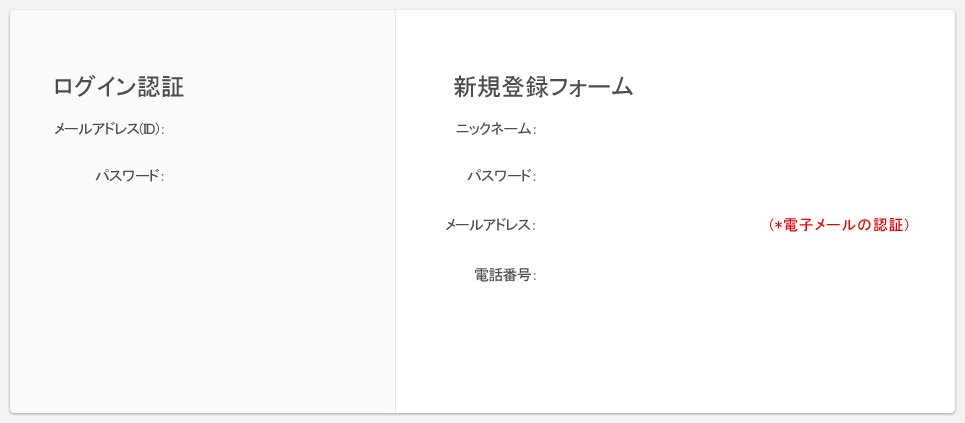 ログイン認証
メールアドレス(ID):
パスワード:
新規登録フォーム
ニックネーム:
パスワード:
メールアドレス:
(*電子メールの認証)
電話番号: